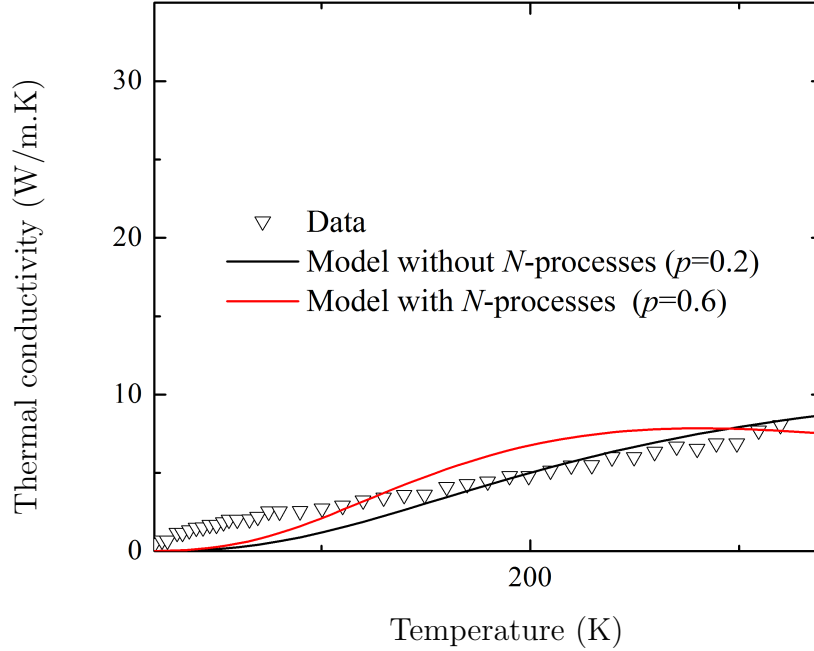 Thermal conductivity (W/m.K)
30
20
10
0
Data
Model without N-processes (p=0.2)
Model with N-processes (p=0.6)
200
Temperature (K)